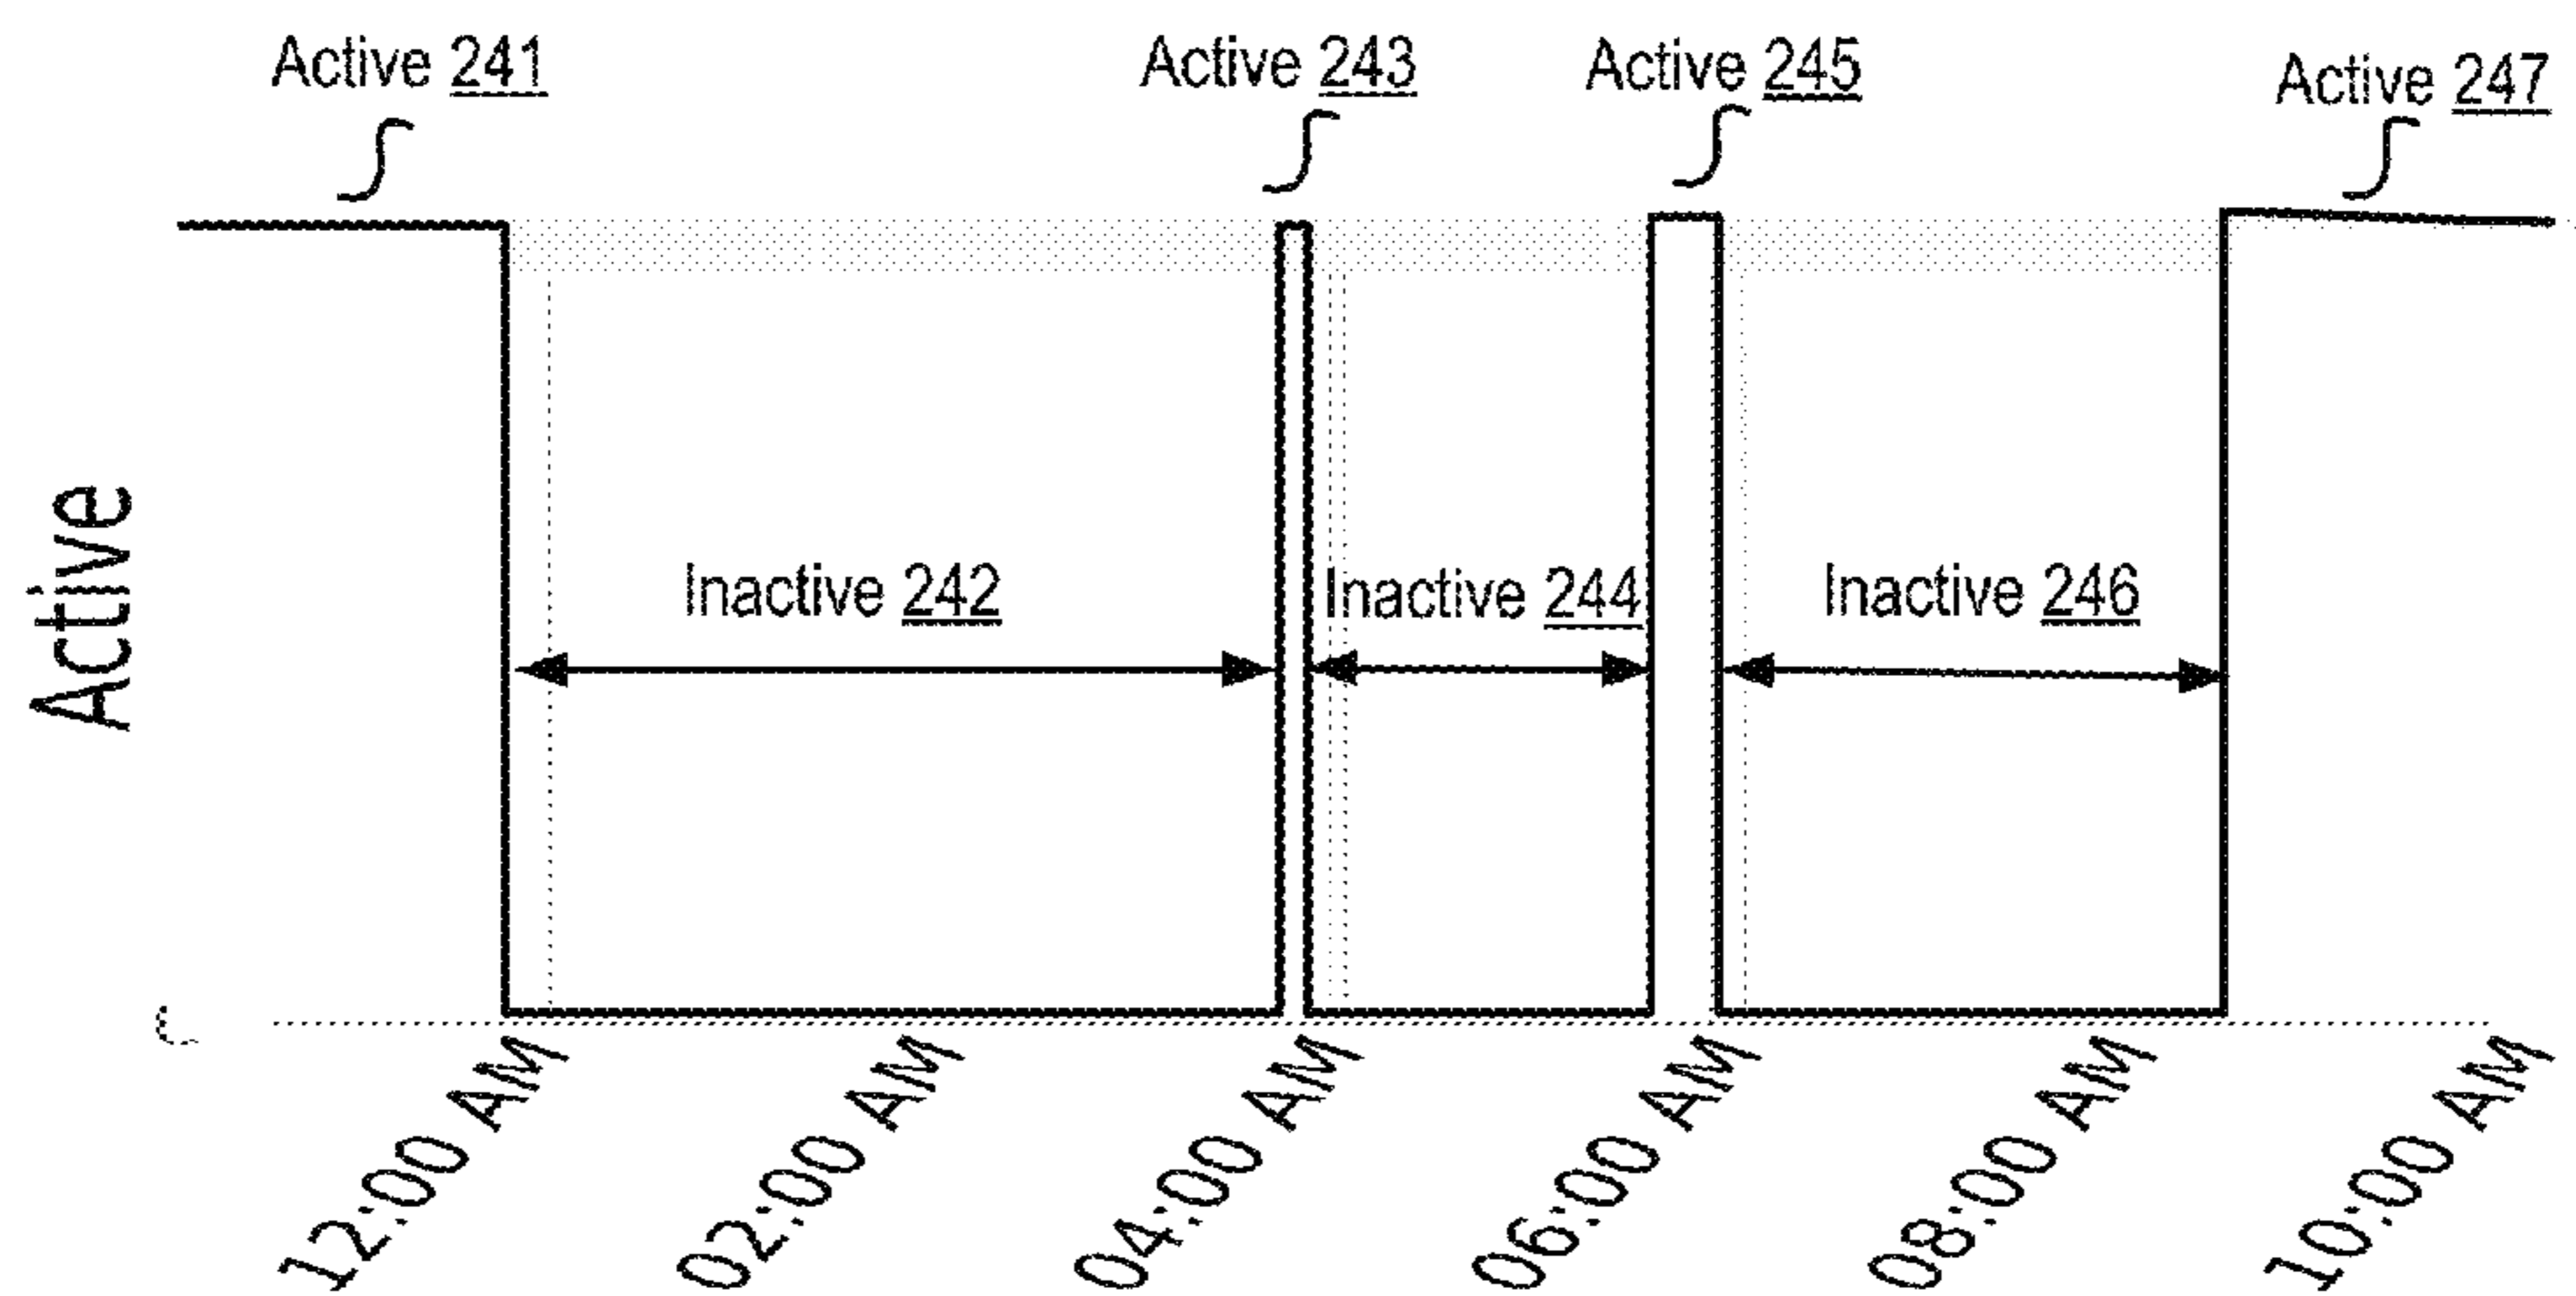 Active 241
Active 243
Active 245
Active 247
Active
Inactive 242
Inactive 244
Inactive 246
12:00 AM
02:00 AM
04:00 AM
06:00 AM
08:00 AM
10:00 AM